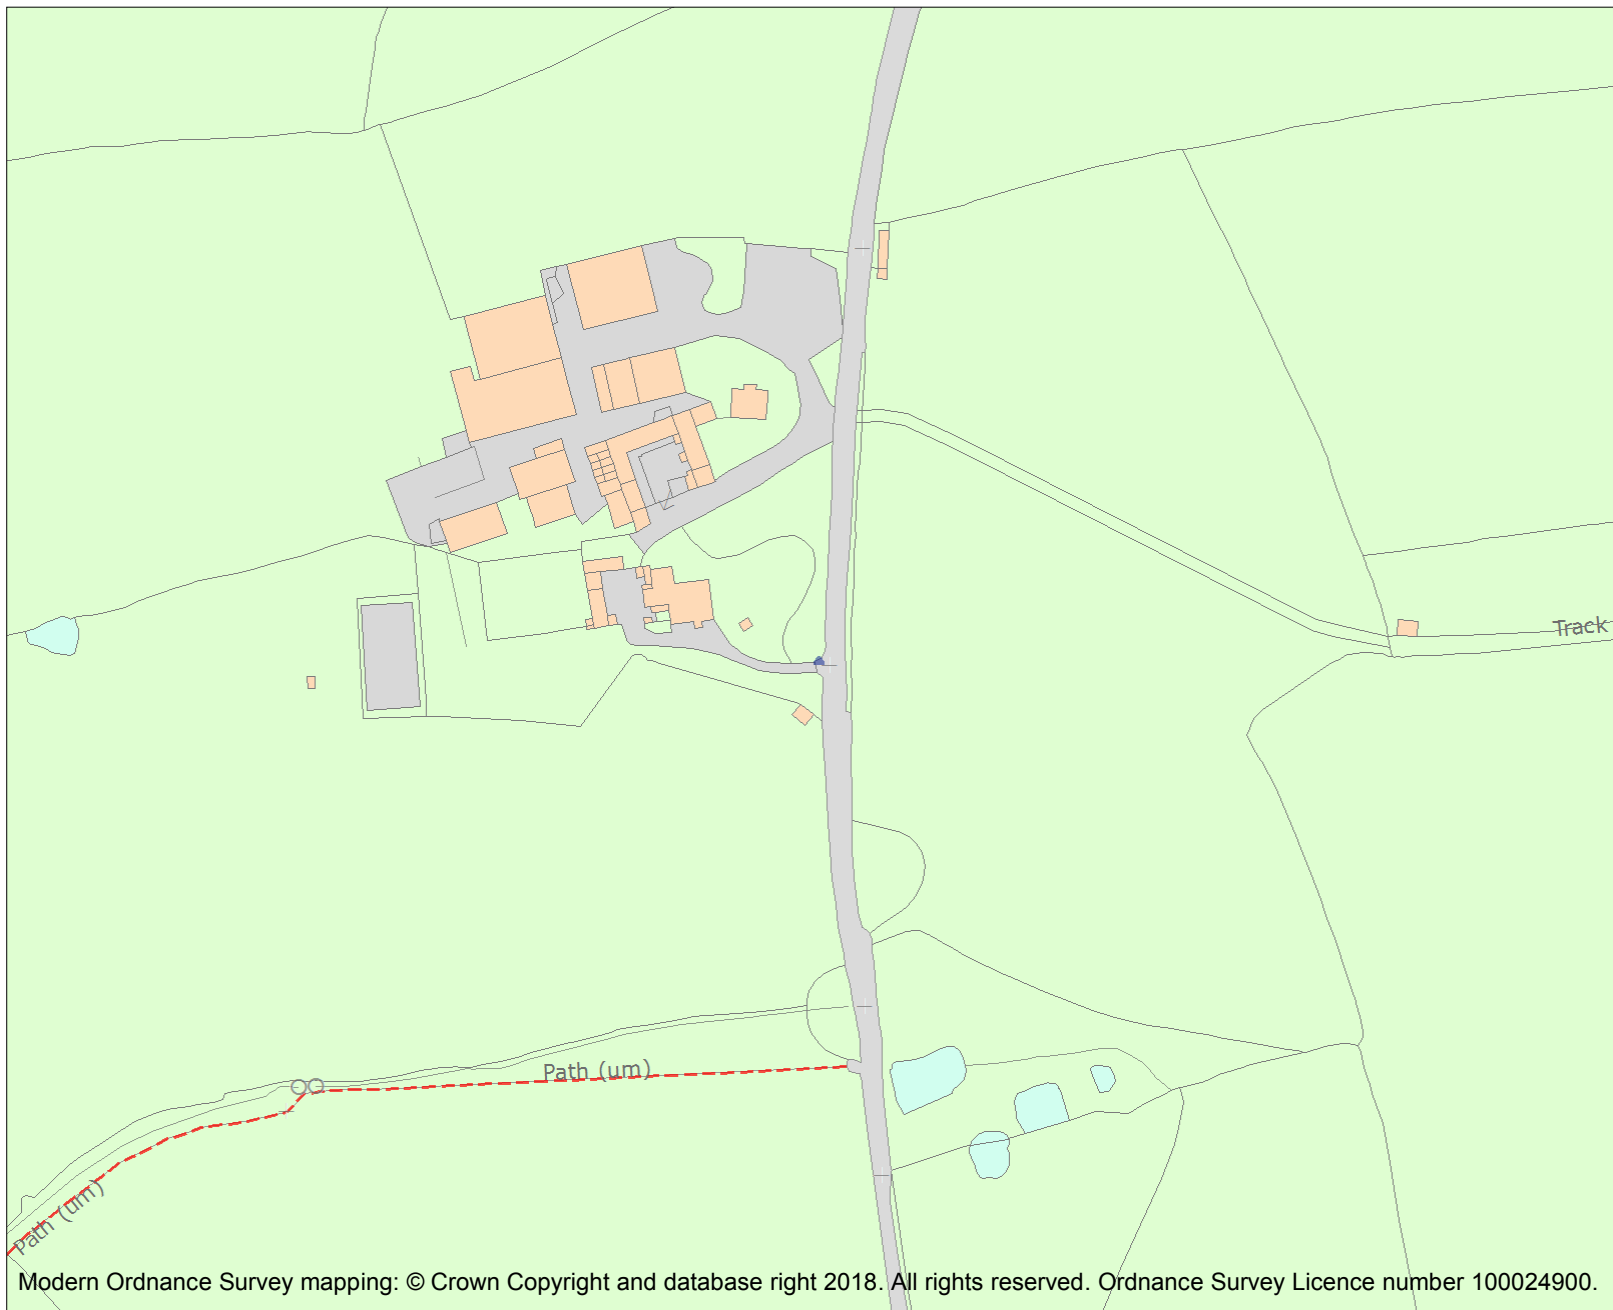 Track
Path (um)
Path (um)
Modern Ordnance Survey mapping: © Crown Copyright and database right 2018. All rights reserved. Ordnance Survey Licence number 100024900.